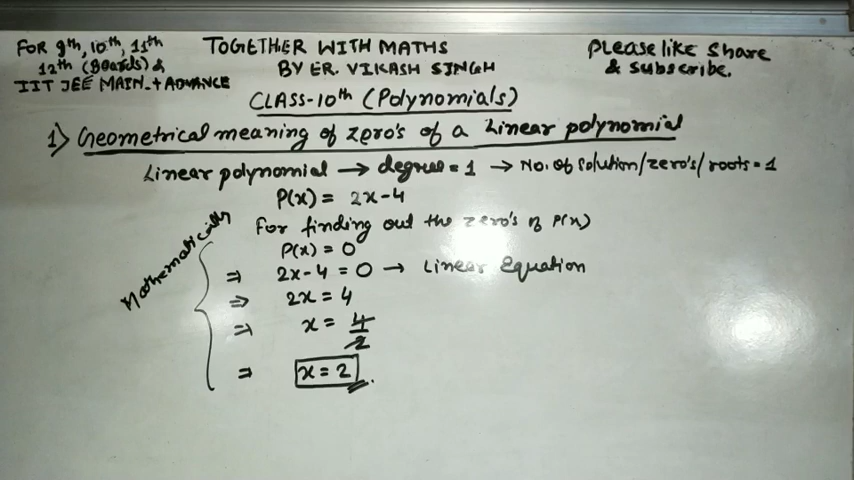 FOR 9th, 10th, 11th
12th (Boards) &
IIT JEE MAIN + ADVANCE
TOGETHER WITH MATHS
BY ER. VIKASH SINGH
PLEASE LIKE Share
& Subscribe.
CLASS-10th (Polynomials)
1) Geometrical meaning of zero's of a Linear polynomial
Linear polynomial → degree = 1 → No. of solution/zero's/roots = 1
P(x) = 2x-4
For finding out the zero's of P(x)
Mathematically
P(x) = 0
⇒ 2x-4 = 0 → Linear Equation
⇒ 2x = 4
⇒ x = 4/2
⇒ x = 2.